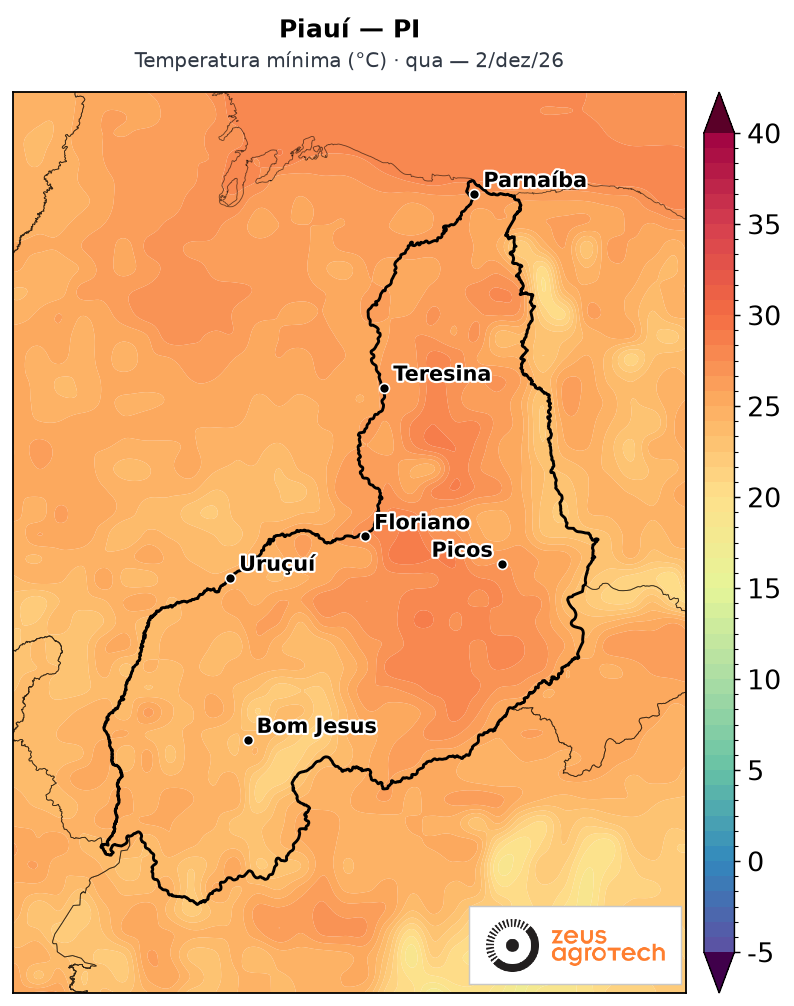 Piauí — PI
Temperatura mínima (°C) · qua — 2/dez/26
Parnaíba
Teresina
Floriano
Picos
Uruçuí
Bom Jesus
40
35
30
25
20
15
10
5
0
-5
zeus
agrotech